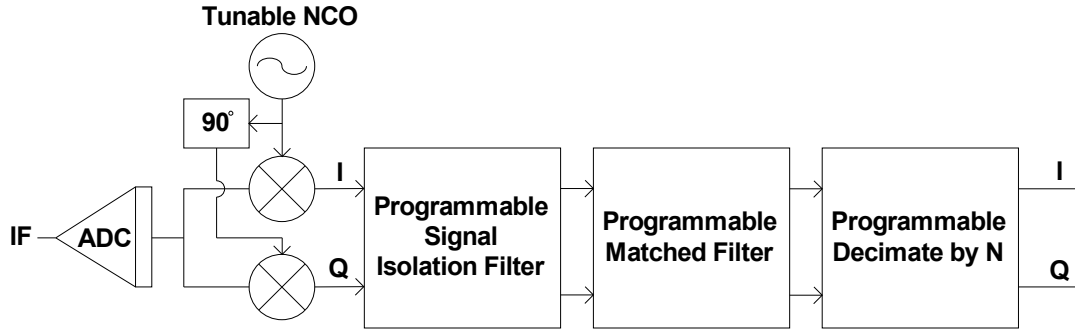 Tunable NCO
90°
I
Programmable
Signal
Isolation Filter
Programmable
Matched Filter
Programmable
Decimate by N
I
IF
ADC
Q
Q